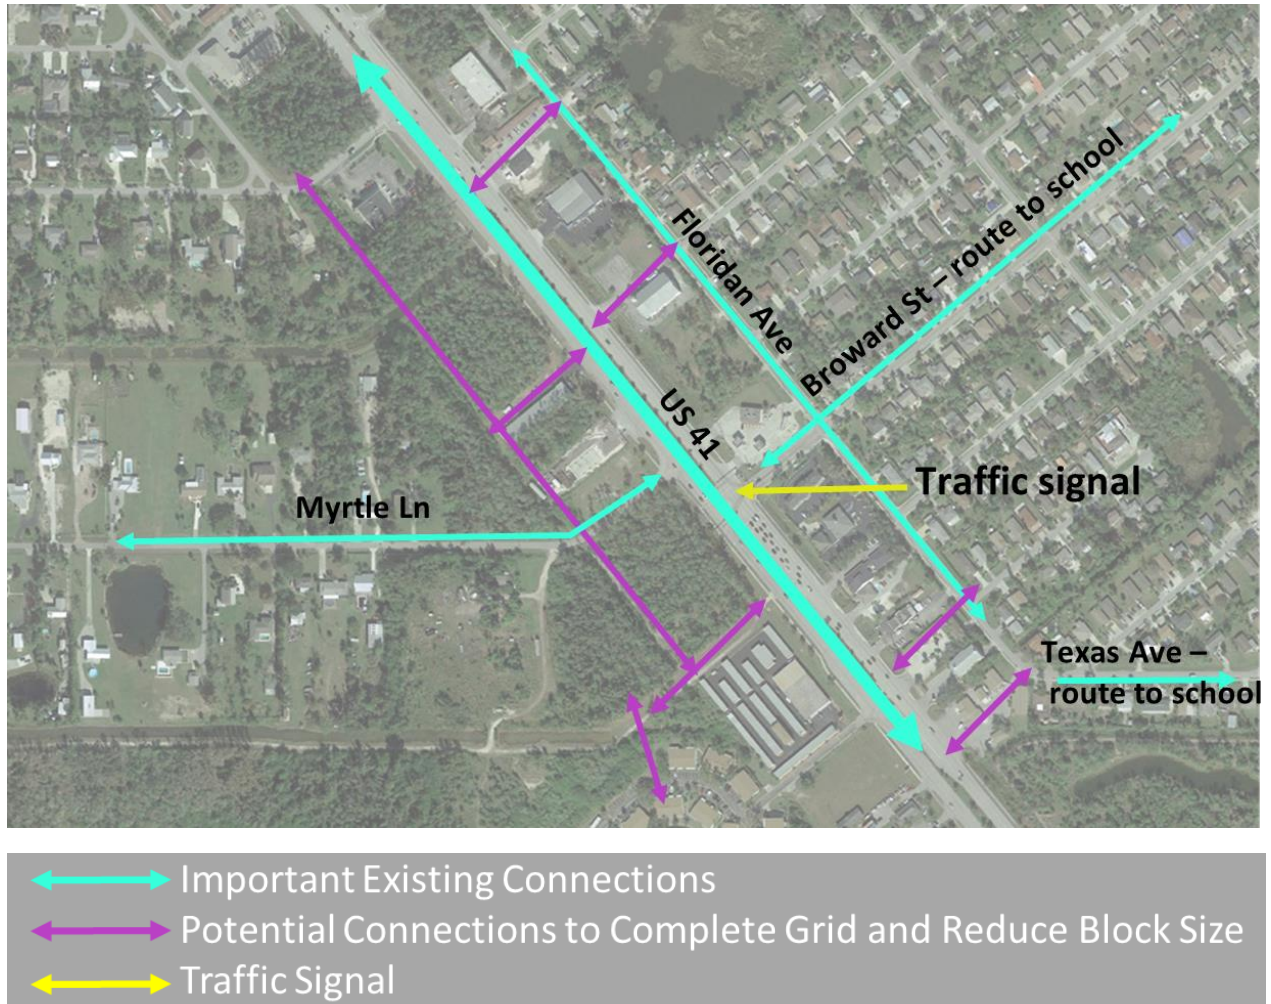 Floridan Ave
Broward St – route to school
US 41
Traffic signal
Myrtle Ln
Texas Ave –
route to school
Important Existing Connections
Potential Connections to Complete Grid and Reduce Block Size
Traffic Signal